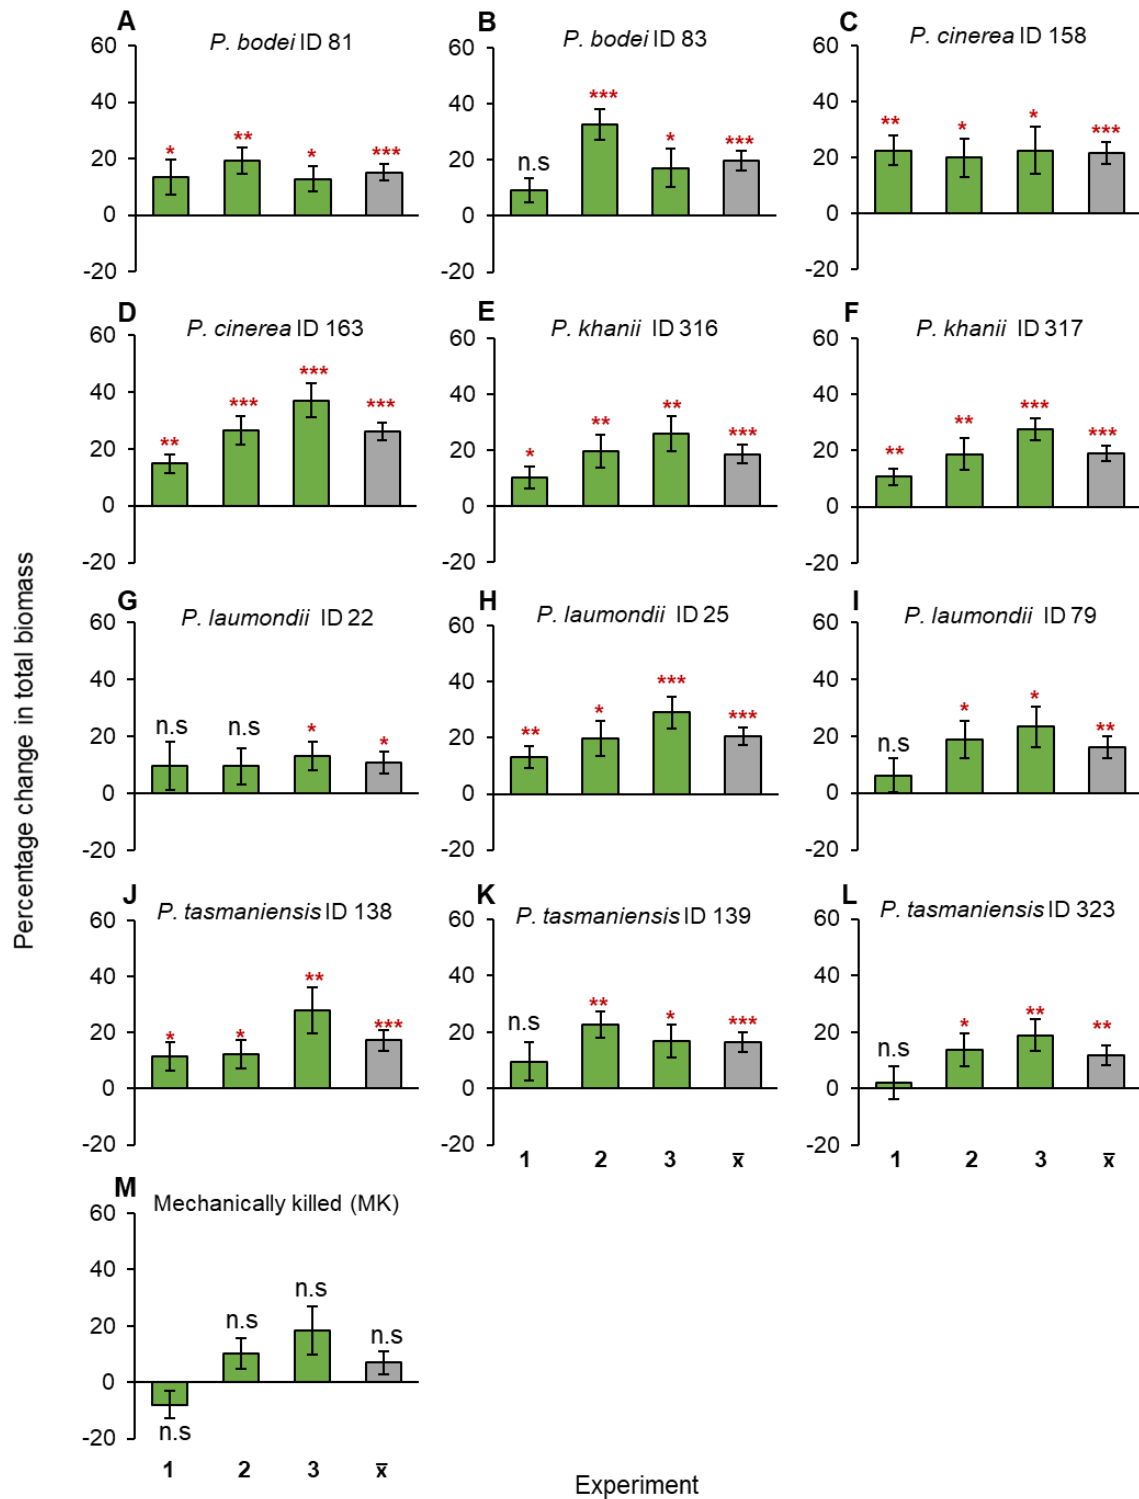 Percentage change in total biomass
A
P. bodei ID 81
60
40
20
0
-20
* ** * ***
B
P. bodei ID 83
60
40
20
0
-20
n.s *** * ***
C
P. cinerea ID 158
60
40
20
0
-20
** * * ***
D
P. cinerea ID 163
60
40
20
0
-20
** *** *** ***
E
P. khanii ID 316
60
40
20
0
-20
* ** ** ***
F
P. khanii ID 317
60
40
20
0
-20
** ** *** ***
G
P. laumondii ID 22
60
40
20
0
-20
n.s n.s * *
H
P. laumondii ID 25
60
40
20
0
-20
** * *** ***
I
P. laumondii ID 79
60
40
20
0
-20
n.s * * **
J
P. tasmaniensis ID 138
60
40
20
0
-20
* * ** ***
K
P. tasmaniensis ID 139
60
40
20
0
-20
n.s ** * ***
1 2 3 x̅
L
P. tasmaniensis ID 323
60
40
20
0
-20
n.s * ** **
1 2 3 x̅
M
Mechanically killed (MK)
60
40
20
0
-20
n.s n.s n.s n.s
1 2 3 x̅
Experiment